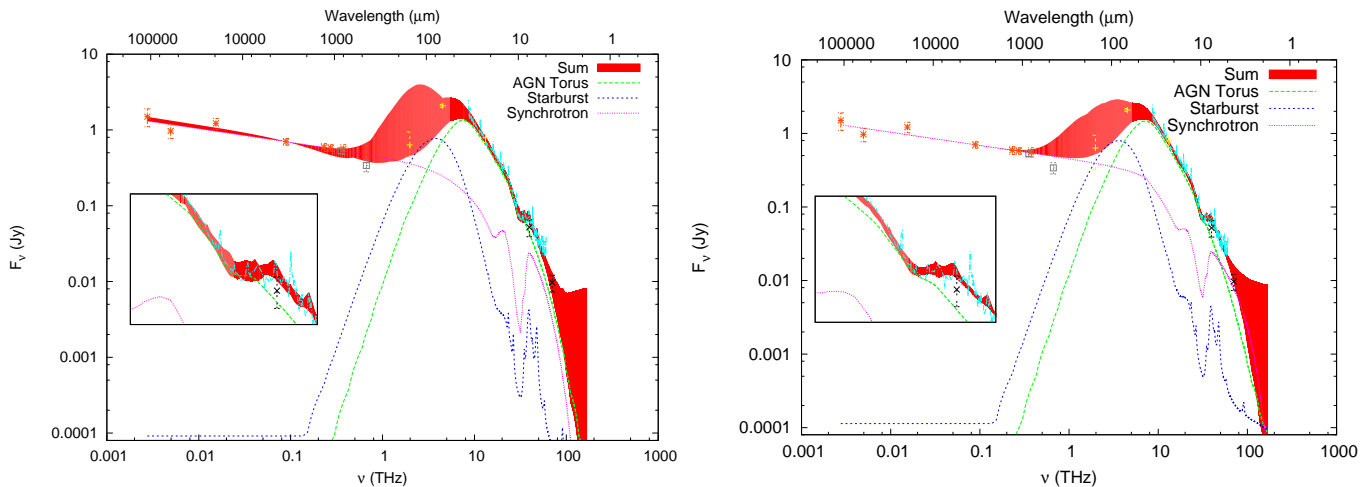 Wavelength (μm)
100000 10000 1000 100 10 1
10
1
0.1
0.01
0.001
0.0001
F_ν (Jy)
Sum
AGN Torus
Starburst
Synchrotron
0.001 0.01 0.1 1 10 100 1000
ν (THz)
Wavelength (μm)
100000 10000 1000 100 10 1
10
1
0.1
0.01
0.001
0.0001
F_ν (Jy)
Sum
AGN Torus
Starburst
Synchrotron
0.001 0.01 0.1 1 10 100 1000
ν (THz)